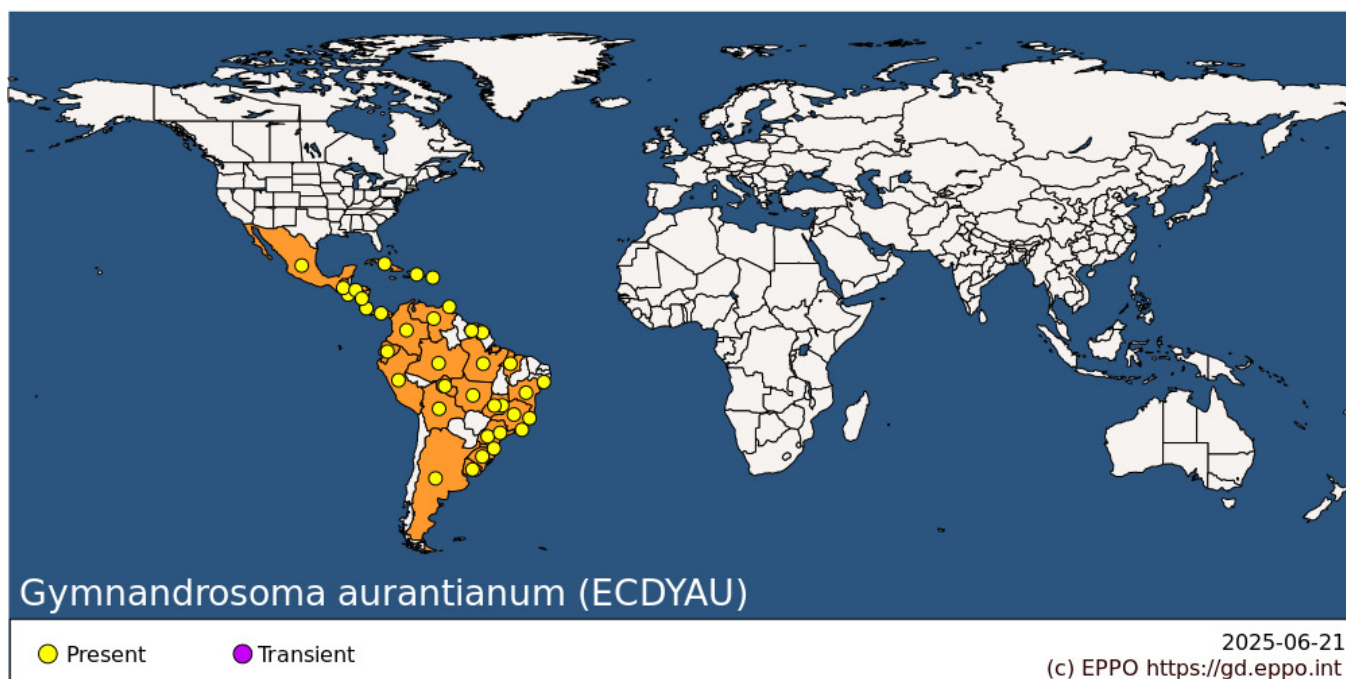 Gymnandrosoma aurantianum (ECDYAU)
Present
Transient
2025-06-21
(c) EPPO https://gd.eppo.int